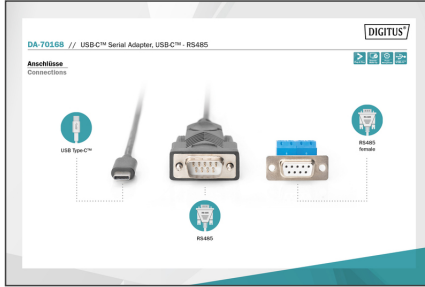 DIGITUS®
DA-70168 // USB-C™ Serial Adapter, USB-C™ - RS485
Anschlüsse
Connections
USB Type-C™
RS485
female
RS485